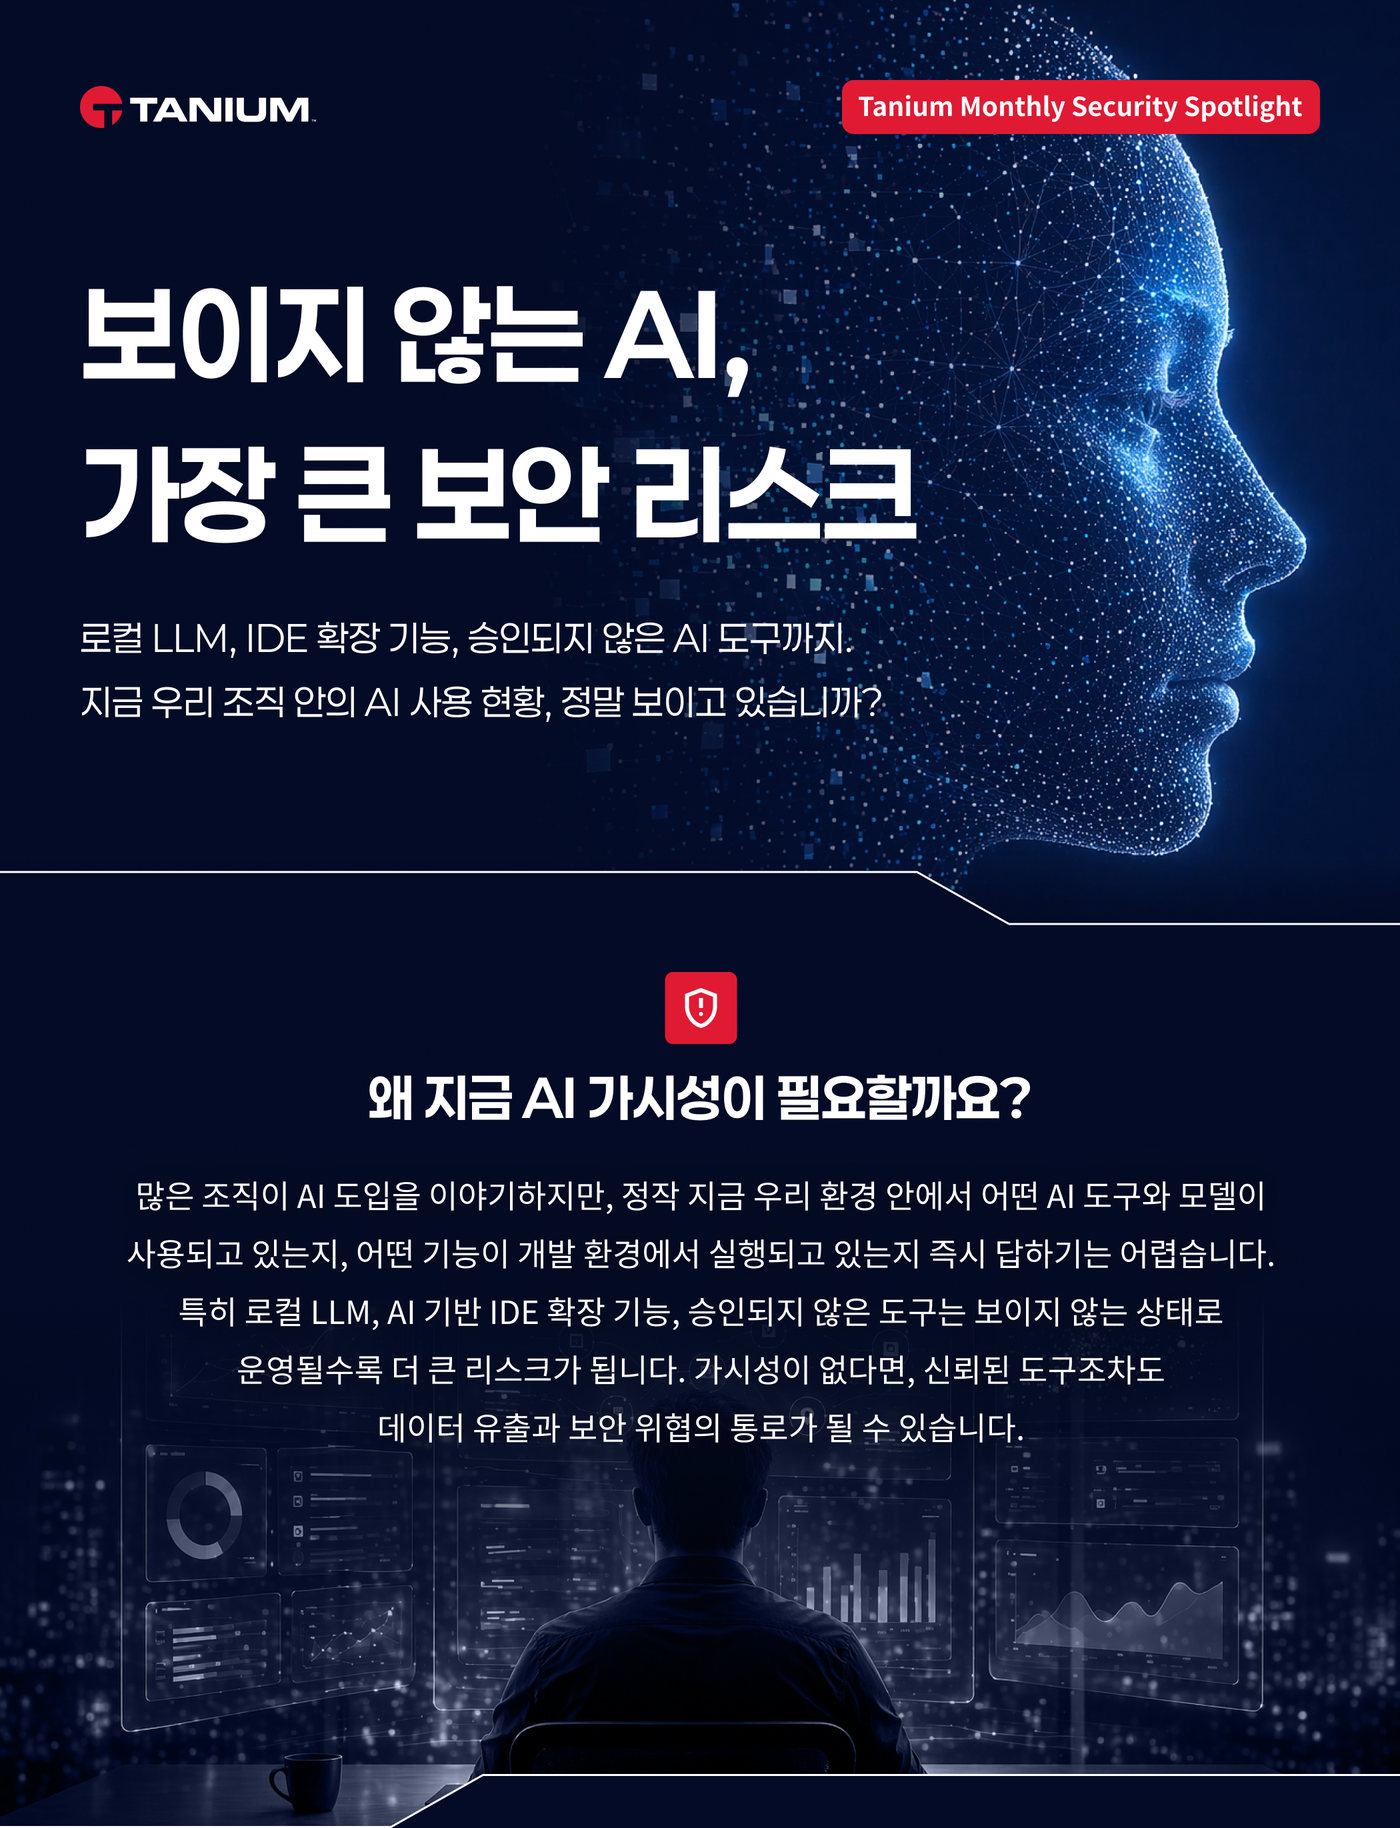 TANIUM
Tanium Monthly Security Spotlight
보이지 않는 AI,
가장 큰 보안 리스크
로컬 LLM, IDE 확장 기능, 승인되지 않은 AI 도구까지.
지금 우리 조직 안의 AI 사용 현황, 정말 보이고 있습니까?
왜 지금 AI 가시성이 필요할까요?
많은 조직이 AI 도입을 이야기하지만, 정작 지금 우리 환경 안에서 어떤 AI 도구와 모델이
사용되고 있는지, 어떤 기능이 개발 환경에서 실행되고 있는지 즉시 답하기는 어렵습니다.
특히 로컬 LLM, AI 기반 IDE 확장 기능, 승인되지 않은 도구는 보이지 않는 상태로
운영될수록 더 큰 리스크가 됩니다. 가시성이 없다면, 신뢰된 도구조차도
데이터 유출과 보안 위협의 통로가 될 수 있습니다.